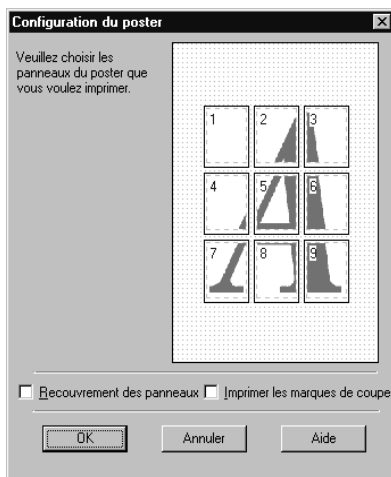 Configuration du poster
Veuillez choisir les
panneaux du poster que
vous voulez imprimer.
1 2 3
4 5 6
7 8 9
Recouvrement des panneaux Imprimer les marques de coupe
OK Annuler Aide